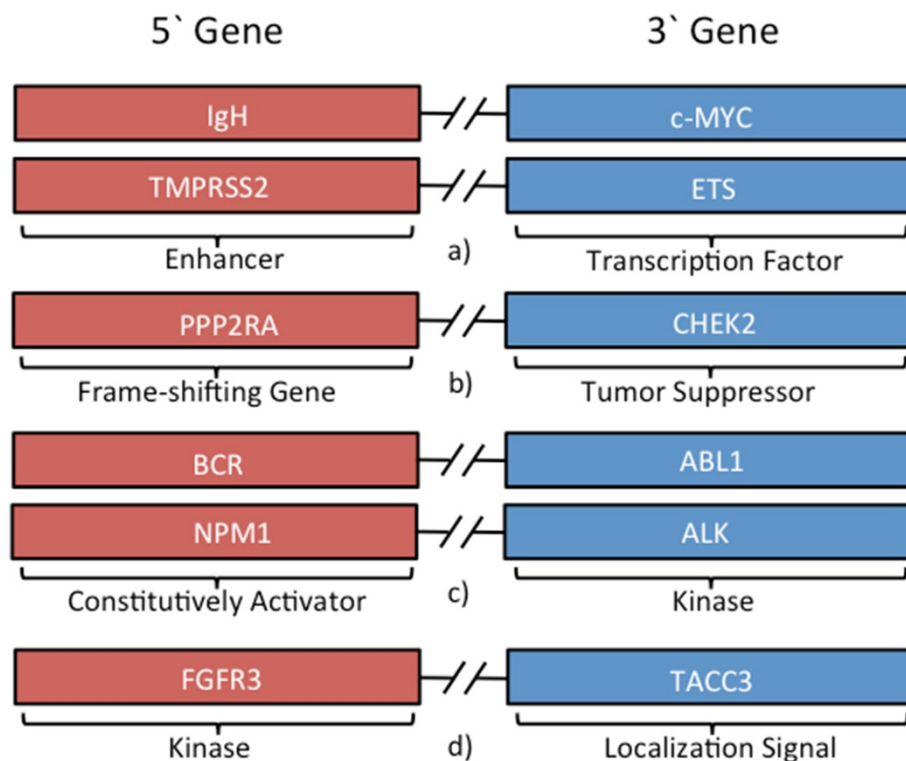 5` Gene 3` Gene
IgH c-MYC
TMPRSS2 ETS
Enhancer a) Transcription Factor
PPP2RA CHEK2
Frame-shifting Gene b) Tumor Suppressor
BCR ABL1
NPM1 ALK
Constitutively Activator c) Kinase
FGFR3 TACC3
Kinase d) Localization Signal